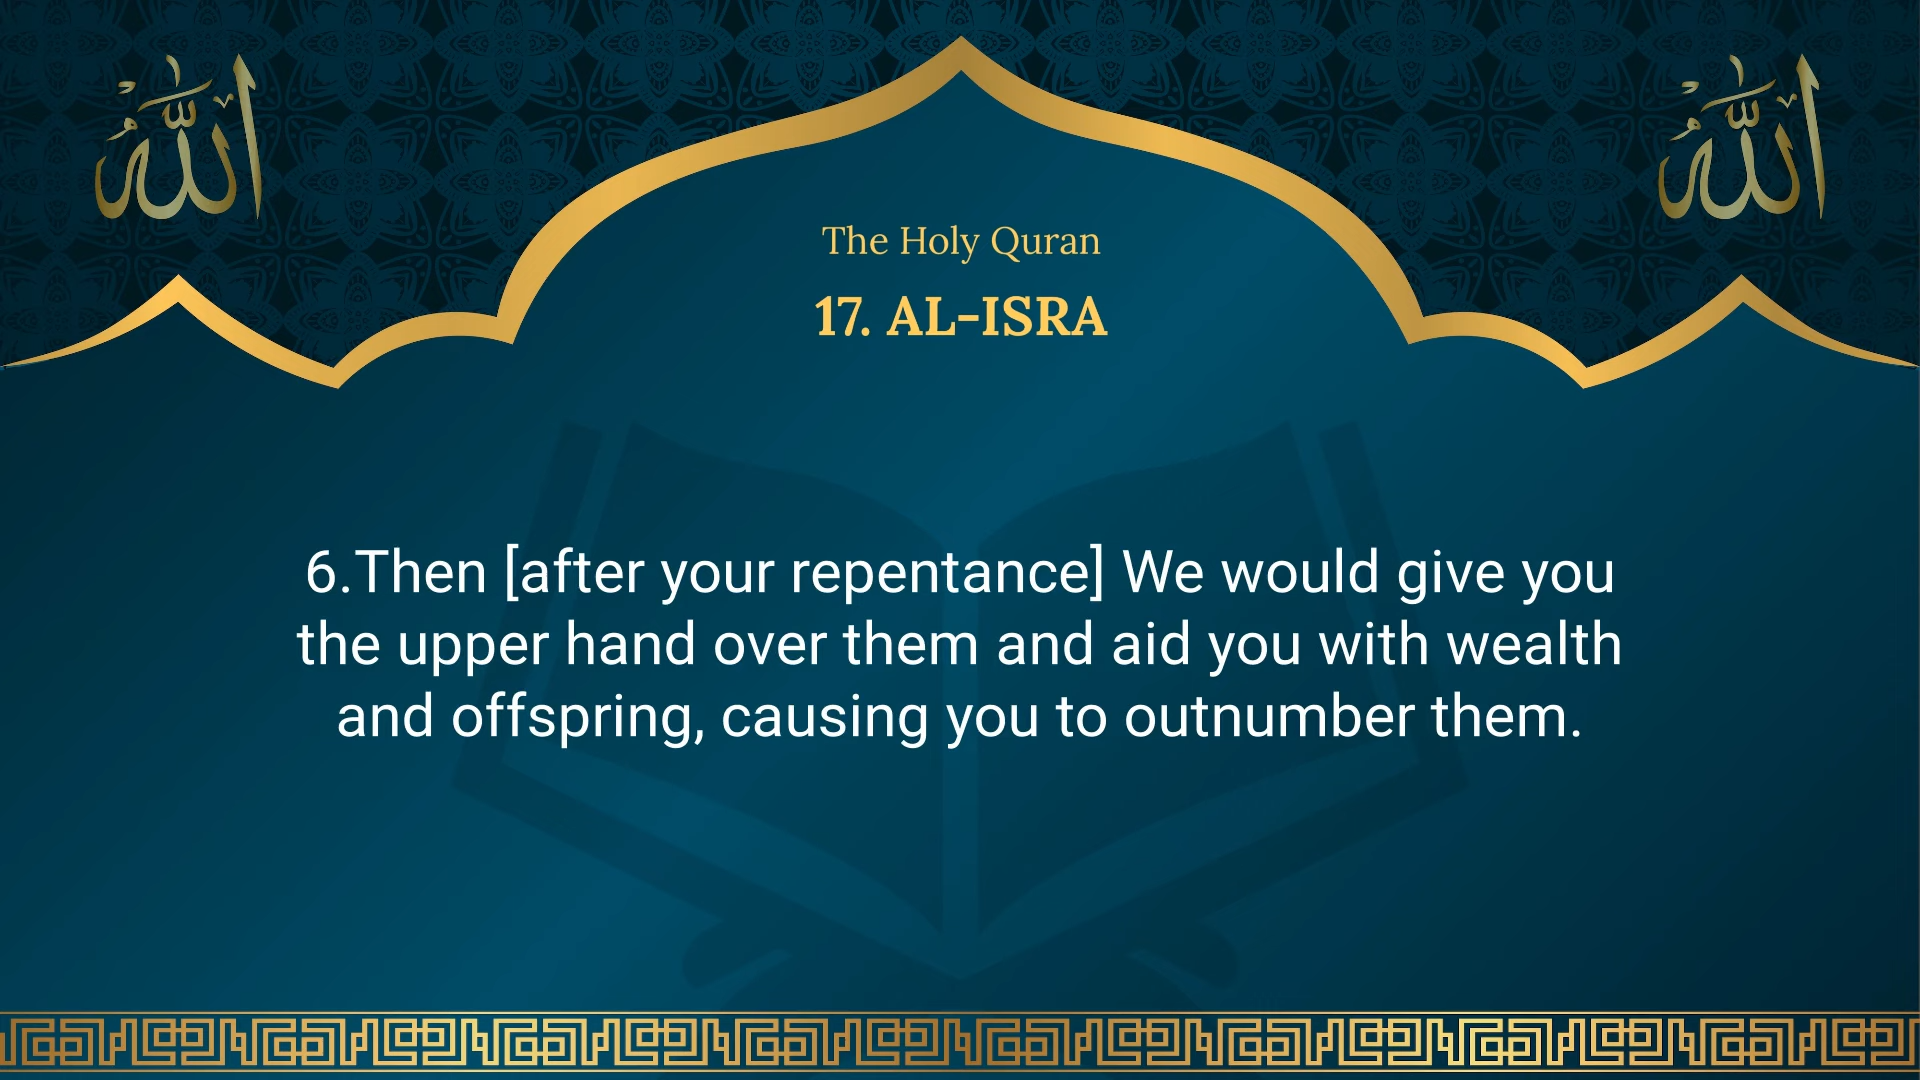 الله
الله
The Holy Quran
17. AL-ISRA
6.Then [after your repentance] We would give you
the upper hand over them and aid you with wealth
and offspring, causing you to outnumber them.